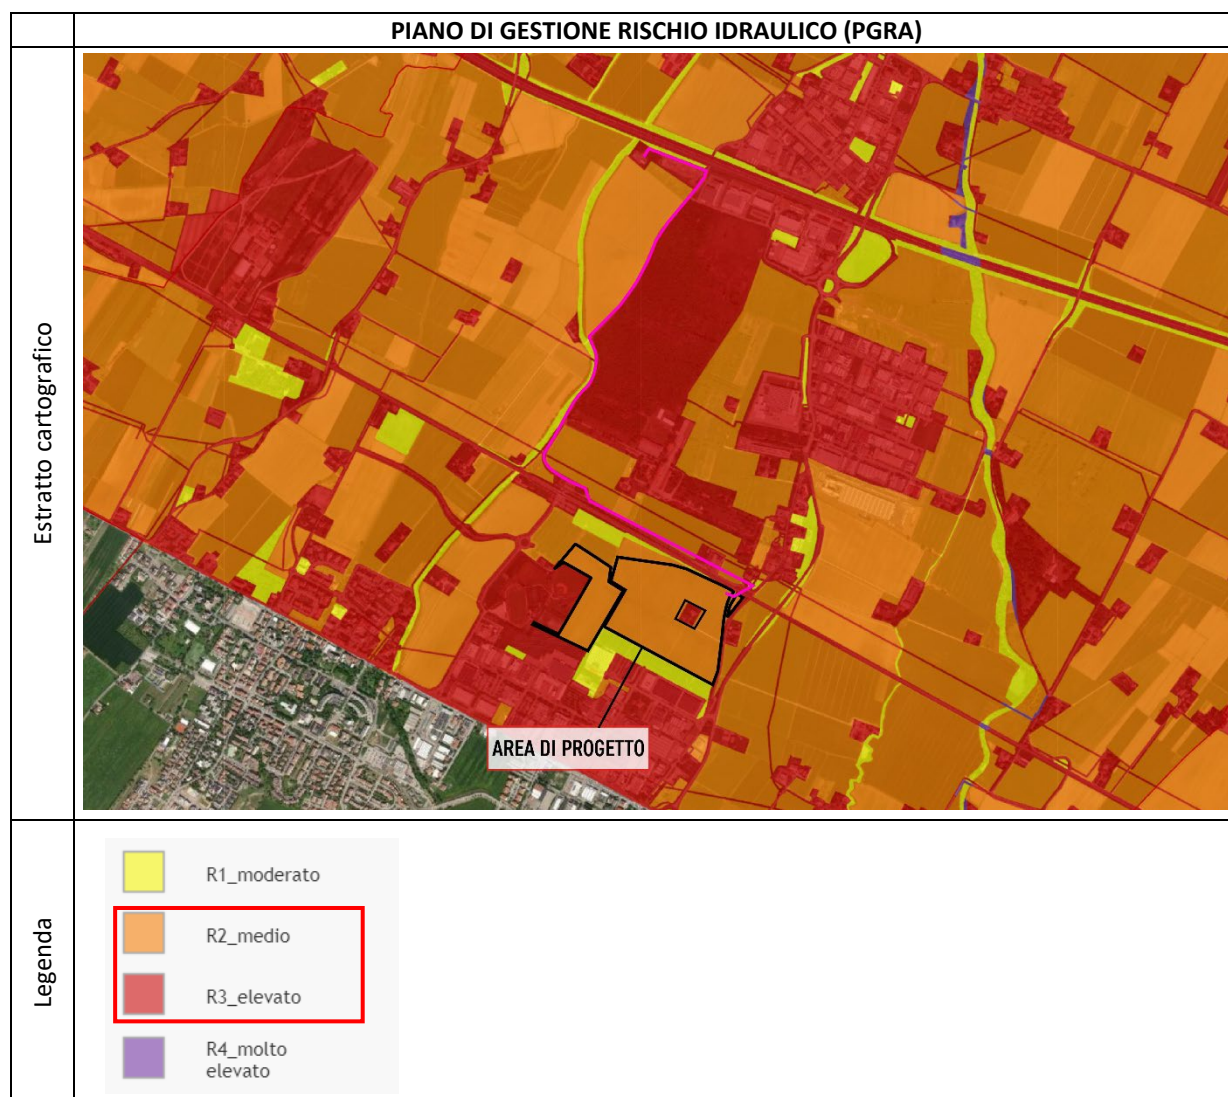 PIANO DI GESTIONE RISCHIO IDRAULICO (PGRA)
Estratto cartografico
AREA DI PROGETTO
Legenda
R1_moderato
R2_medio
R3_elevato
R4_molto
elevato